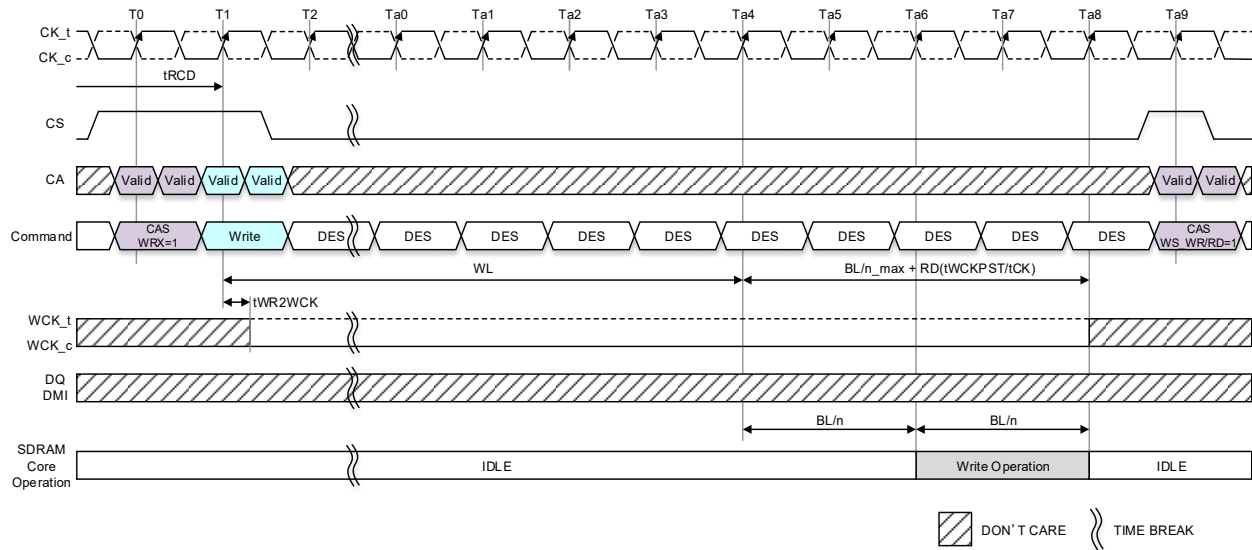 T0 T1 T2 Ta0 Ta1 Ta2 Ta3 Ta4 Ta5 Ta6 Ta7 Ta8 Ta9
CK_t
CK_c
tRCD
CS
CA Valid Valid Valid Valid Valid Valid
Command CAS WRX=1 Write DES DES DES DES DES DES DES DES DES DES CAS WS_WR/RD=1
WL BL/n_max + RD(tWCKPST/tCK)
tWR2WCK
WCK_t
WCK_c
DQ
DMI
BL/n BL/n
SDRAM
Core
Operation
IDLE Write Operation IDLE
DON'T CARE TIME BREAK